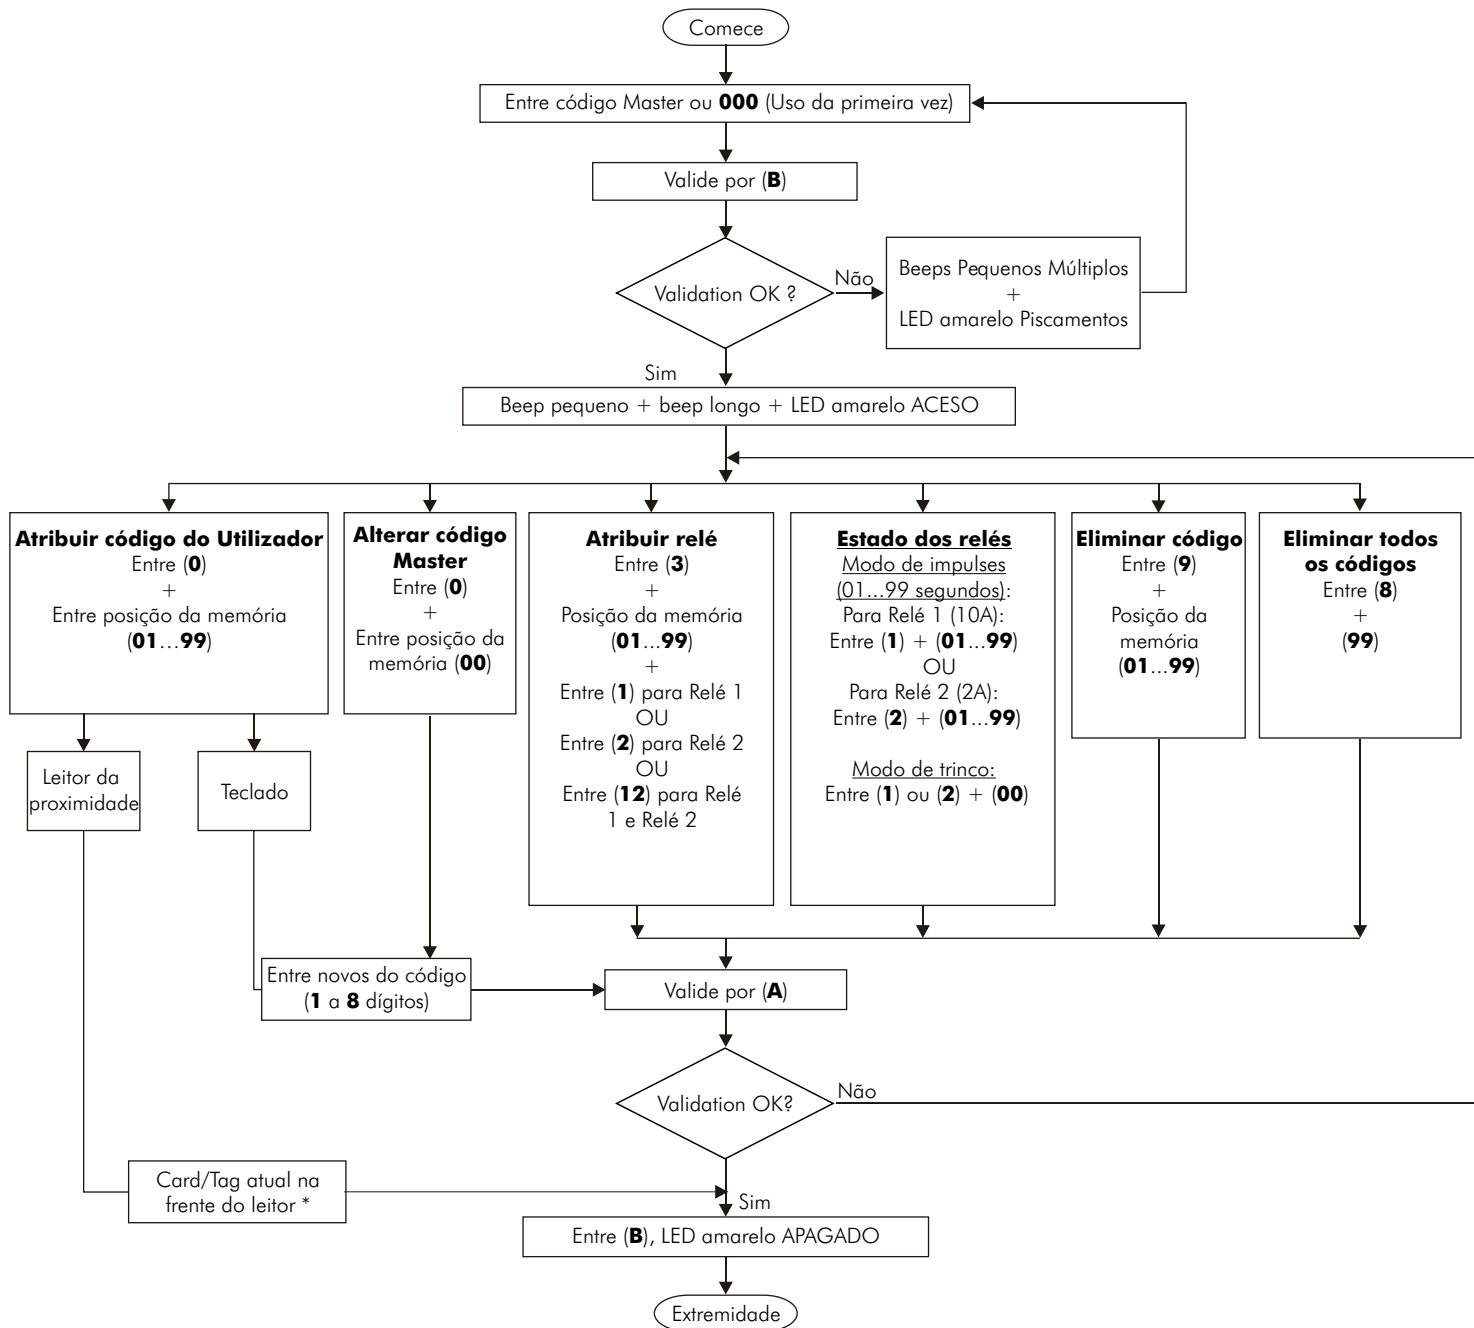 Comece
Entre código Master ou 000 (Uso da primeira vez)
Valide por (B)
Validation OK ?
Não
Beeps Pequenos Múltiplos
+
LED amarelo Piscamentos
Sim
Beep pequeno + beep longo + LED amarelo ACESO
Atribuir código do Utilizador
Entre (0)
+
Entre posição da memória
(01...99)
Alterar código
Master
Entre (0)
+
Entre posição da
memória (00)
Atribuir relé
Entre (3)
+
Posição da memória
(01...99)
+
Entre (1) para Relé 1
OU
Entre (2) para Relé 2
OU
Entre (12) para Relé
1 e Relé 2
Estado dos relés
Modo de impulses
(01...99 segundos):
Para Relé 1 (10A):
Entre (1) + (01...99)
OU
Para Relé 2 (2A):
Entre (2) + (01...99)
Modo de trinco:
Entre (1) ou (2) + (00)
Eliminar código
Entre (9)
+
Posição da
memória
(01...99)
Eliminar todos
os códigos
Entre (8)
+
(99)
Leitor da
proximidade
Teclado
Entre novos do código
(1 a 8 dígitos)
Valide por (A)
Validation OK?
Não
Card/Tag atual na
frente do leitor *
Sim
Entre (B), LED amarelo APAGADO
Extremidade